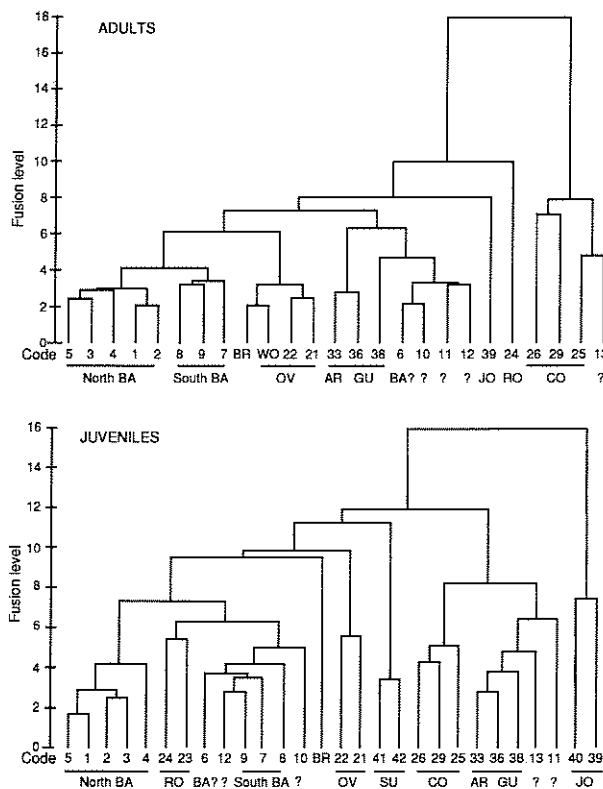 ADULTS
Fusion level
18
16
14
12
10
8
6
4
2
0
Code 5 3 4 1 2 8 9 7 BR WO 22 21 33 36 38 6 10 11 12 39 24 26 29 25 13
North BA South BA OV AR GU BA? ? ? ? JO RO CO ?
JUVENILES
Fusion level
16
14
12
10
8
6
4
2
0
Code 5 1 2 3 4 24 23 6 12 9 7 8 10 BR 22 21 41 42 26 29 25 33 36 38 13 11 40 39
North BA RO BA? ? South BA ? OV SU CO AR GU ? ? JO